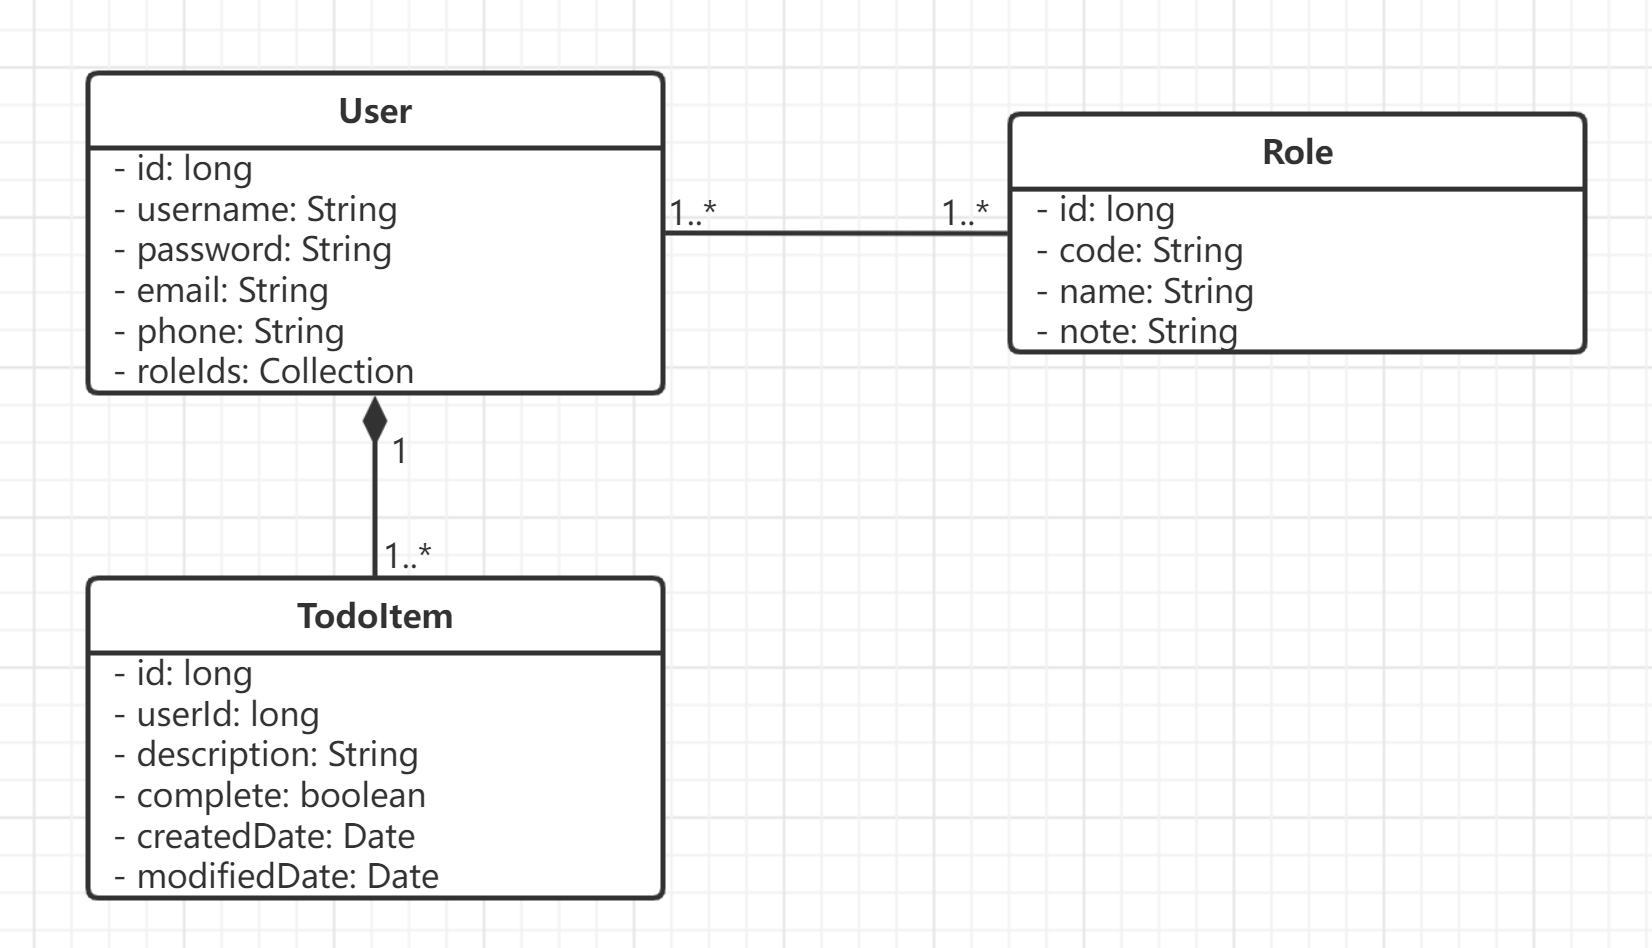 User
- id: long
- username: String
- password: String
- email: String
- phone: String
- roleIds: Collection
1..*
1..*
Role
- id: long
- code: String
- name: String
- note: String
1
1..*
TodoItem
- id: long
- userId: long
- description: String
- complete: boolean
- createdDate: Date
- modifiedDate: Date